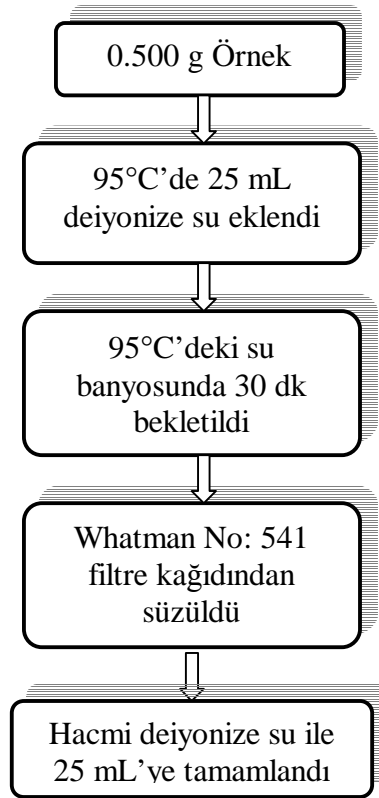 0.500 g Örnek
95°C’de 25 mL
deiyonize su eklendi
95°C’deki su
banyosunda 30 dk
bekletildi
Whatman No: 541
filtre kağıdından
süzüldü
Hacmi deiyonize su ile
25 mL’ye tamamlandı